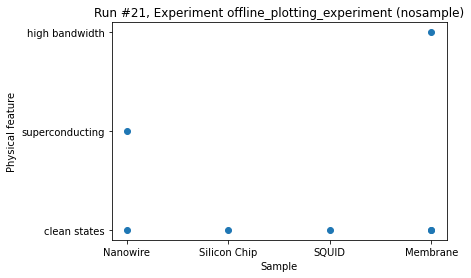 Run #21, Experiment offline_plotting_experiment (nosample)
high bandwidth
superconducting
clean states
Physical feature
Nanowire
Silicon Chip
SQUID
Membrane
Sample